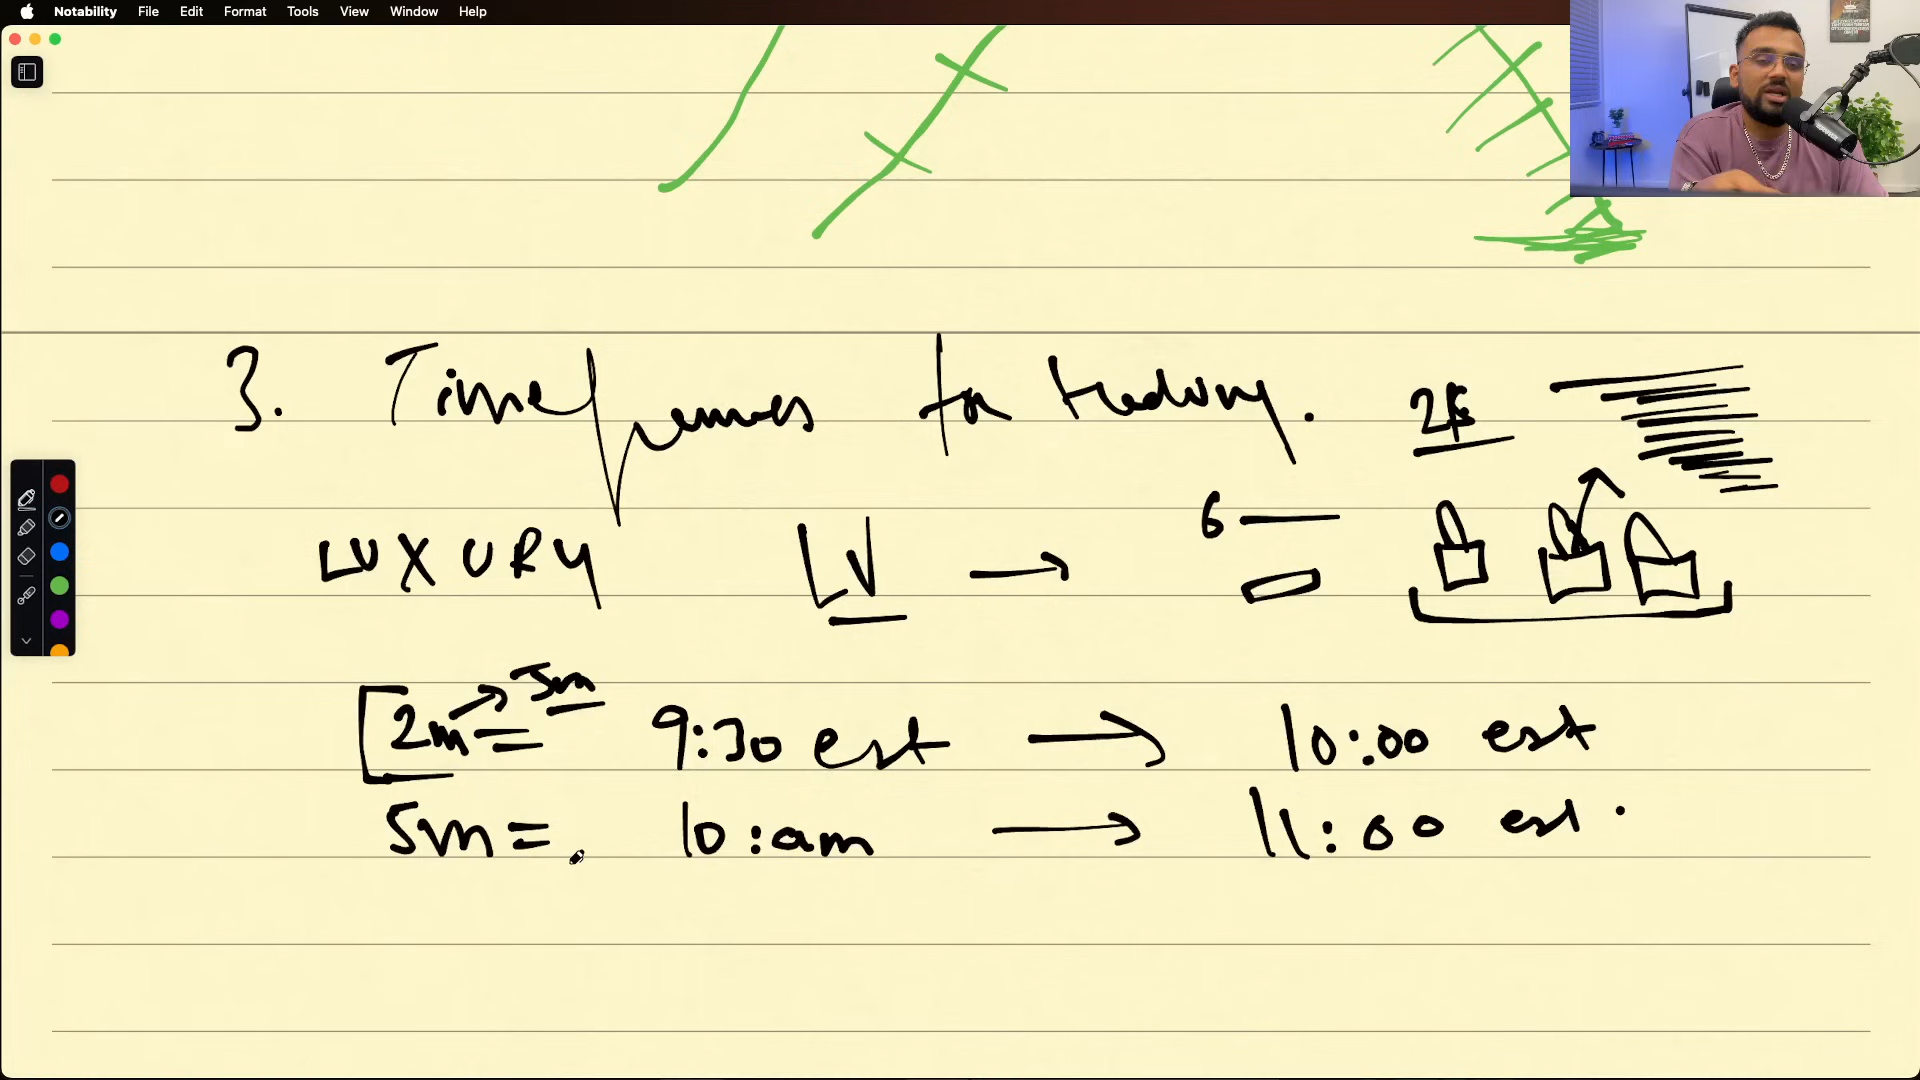 Notability File Edit Format Tools View Window Help
3. Timeframes for trading.
LUXURY LV → 6
2m → 5m = 9:30 est → 10:00 est
5m = 10:am → 11:00 est.